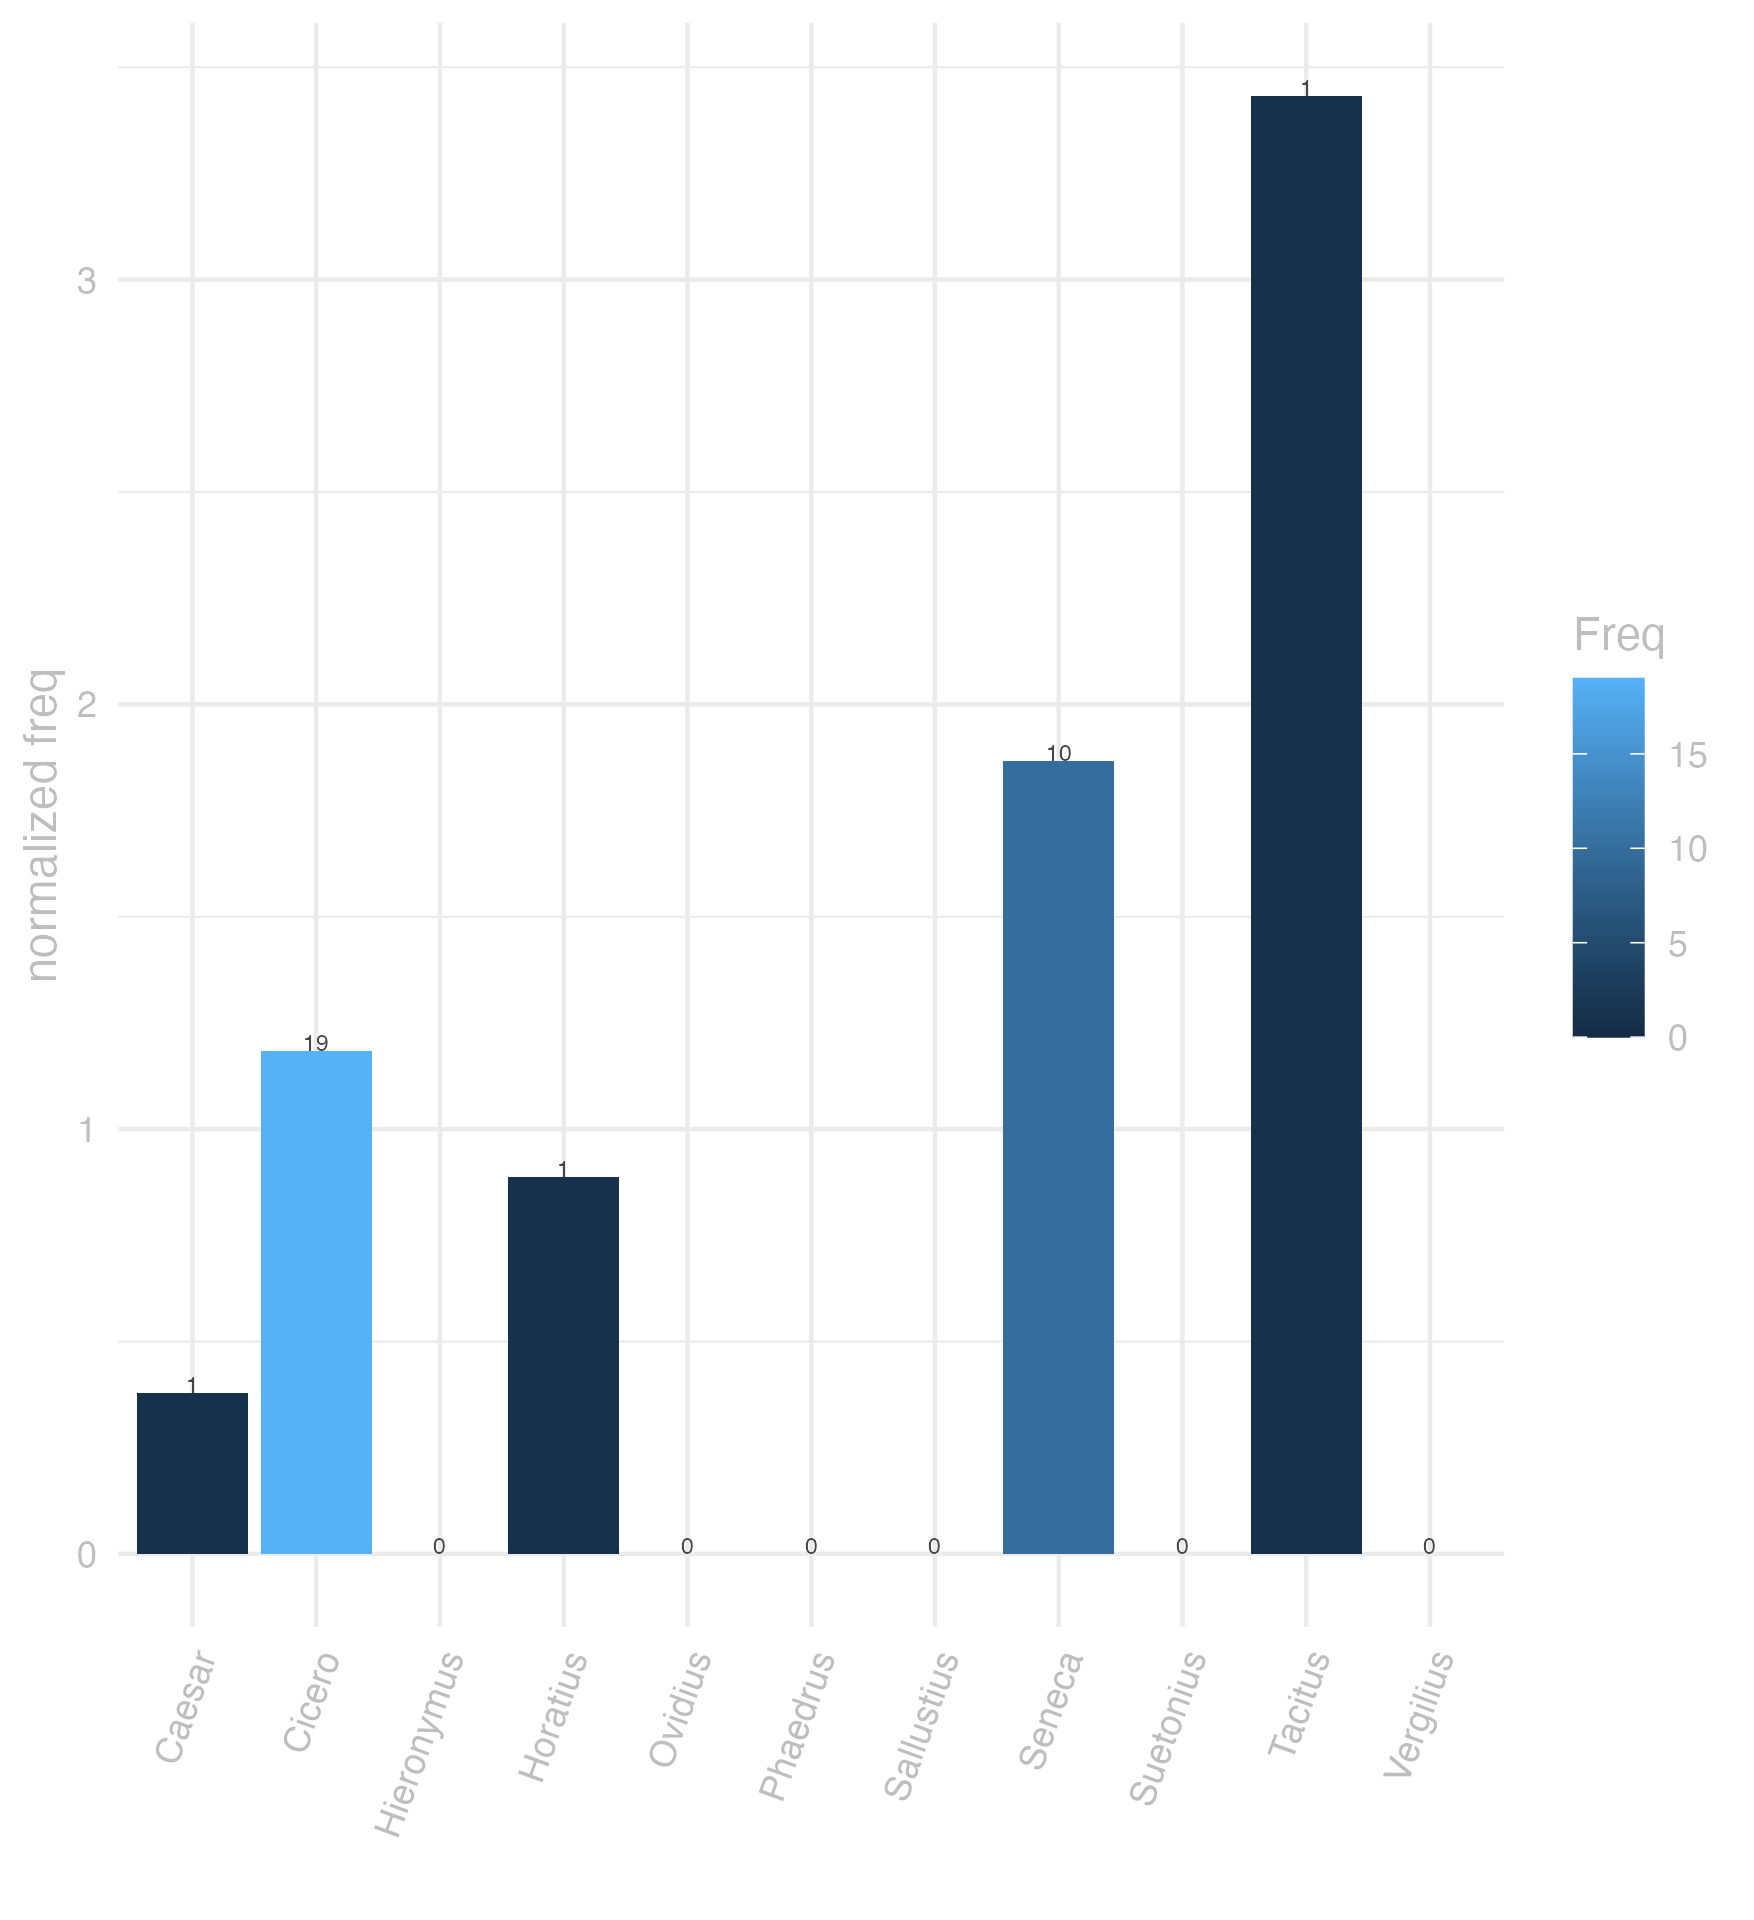 1
3
Freq
normalized freq
2
10
15
10
5
0
19
1
1
1
0
0
0
0
0
0
0
Caesar
Cicero
Hieronymus
Horatius
Ovidius
Phaedrus
Sallustius
Seneca
Suetonius
Tacitus
Vergilius